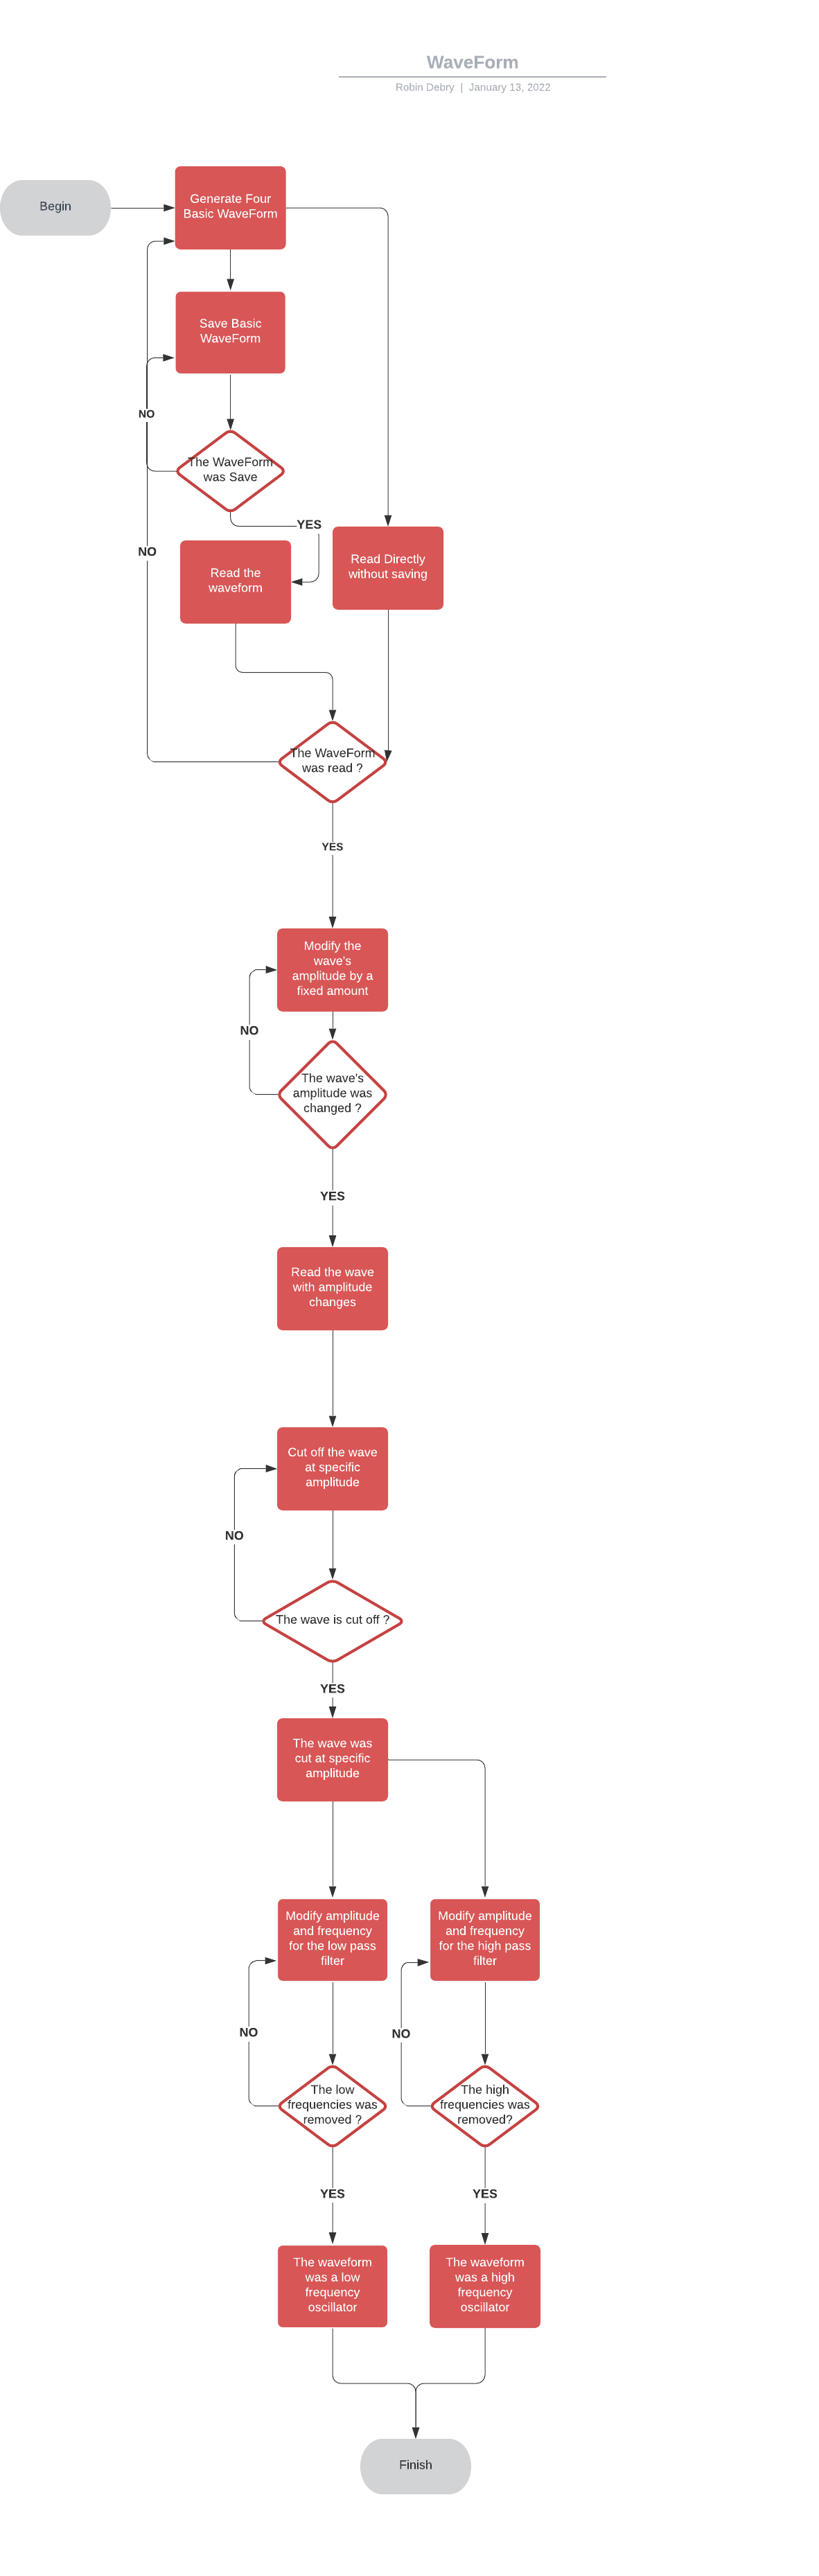 WaveForm
Robin Debry | January 13, 2022
Begin
Generate Four
Basic WaveForm
Save Basic
WaveForm
NO
The WaveForm
was Save
YES
NO
Read the
waveform
Read Directly
without saving
The WaveForm
was read ?
YES
Modify the
wave's
amplitude by a
fixed amount
NO
The wave's
amplitude was
changed ?
YES
Read the wave
with amplitude
changes
Cut off the wave
at specific
amplitude
NO
The wave is cut off ?
YES
The wave was
cut at specific
amplitude
Modify amplitude
and frequency
for the low pass
filter
Modify amplitude
and frequency
for the high pass
filter
NO
NO
The low
frequencies was
removed ?
The high
frequencies was
removed?
YES
YES
The waveform
was a low
frequency
oscillator
The waveform
was a high
frequency
oscillator
Finish